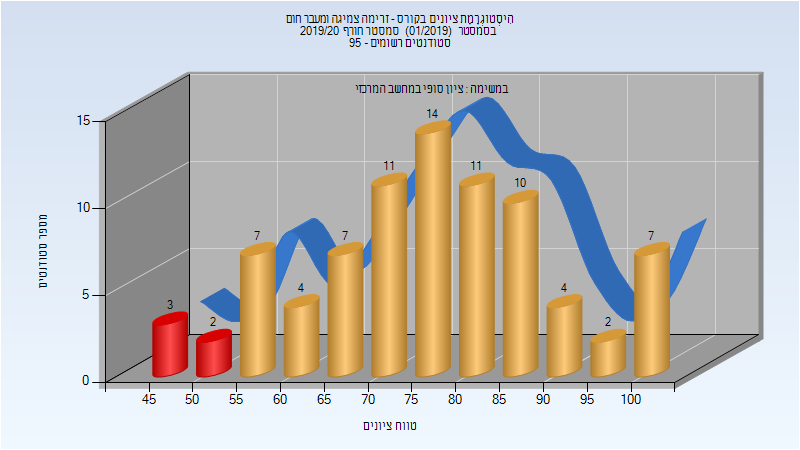 היסטוגרמת ציונים בקורס - זרימה צמיגה ומעבר חום
בסמסטר (01/2019) סמסטר חורף 2019/20
סטודנטים רשומים - 95
במשימה : ציון סופי במחשב המרכזי
מספר סטודנטים
15
10
5
0
3
2
7
4
7
11
14
11
10
4
2
7
45 50 55 60 65 70 75 80 85 90 95 100
טווח ציונים